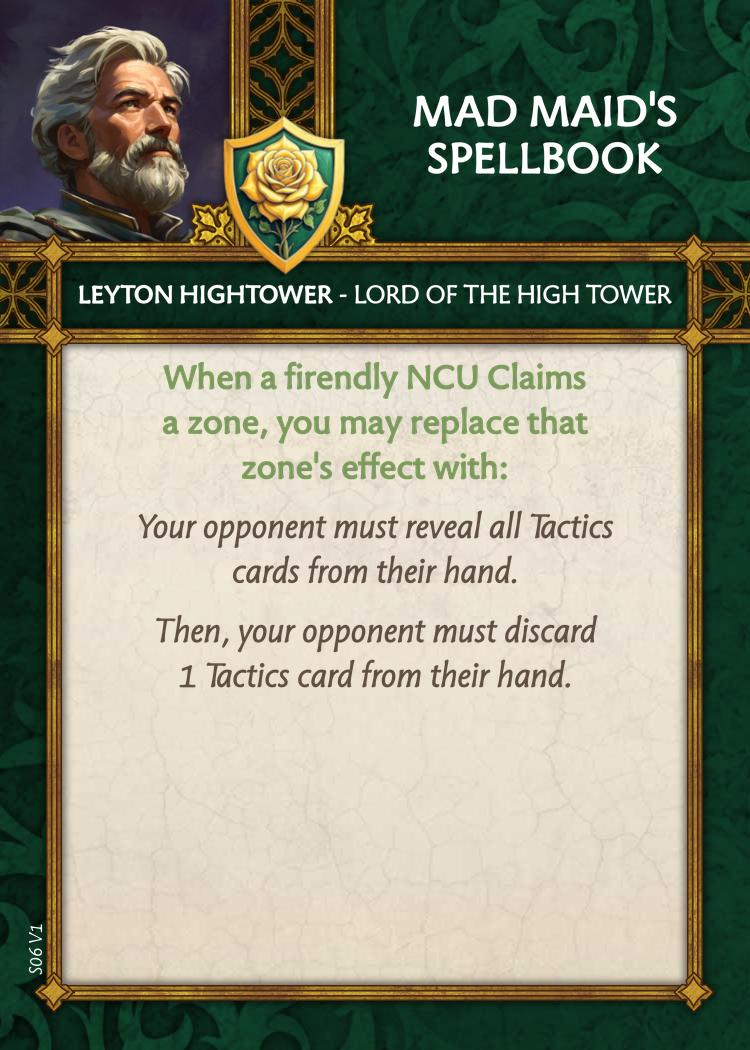 MAD MAID'S
SPELLBOOK
LEYTON HIGHTOWER - LORD OF THE HIGH TOWER
When a firendly NCU Claims
a zone, you may replace that
zone's effect with:
Your opponent must reveal all Tactics
cards from their hand.
Then, your opponent must discard
1 Tactics card from their hand.
S06 V1